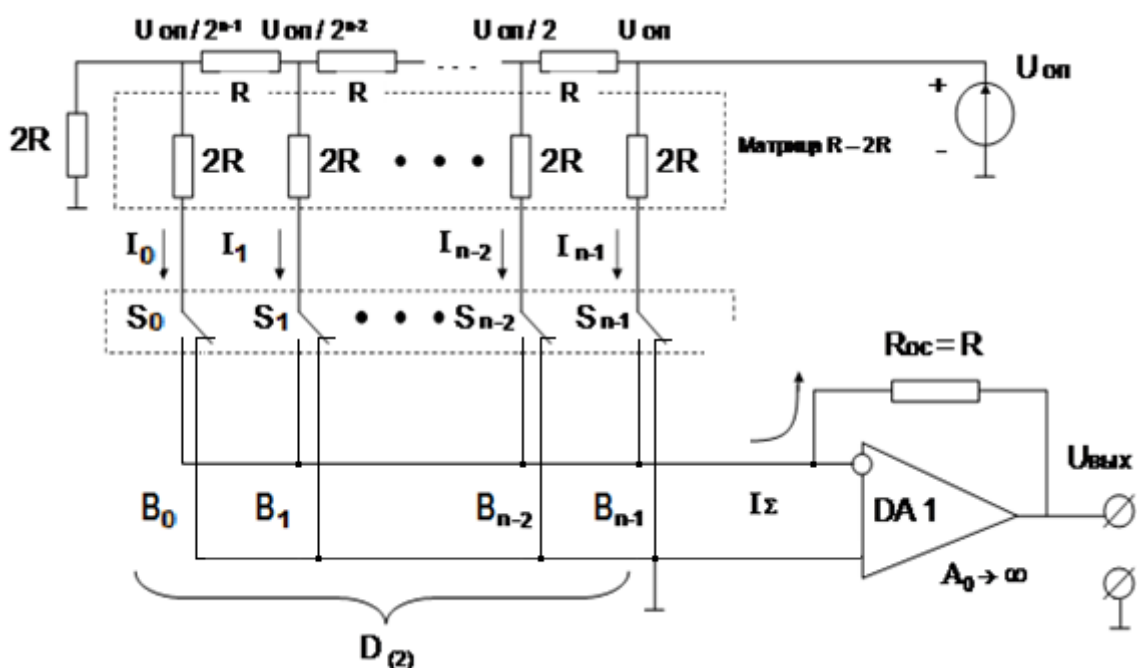 U оп / 2ⁿ⁻¹ U оп / 2ⁿ⁻² U оп / 2 U оп
U оп
R R R
+
2R 2R 2R • • • 2R 2R
Матрица R – 2R
-
I₀ I₁ I n-2 I n-1
S₀ S₁ • • • S n-2 S n-1
Rос = R
Uвых
B₀ B₁ B n-2 B n-1 I Σ DA 1
A₀ → ∞
D (2)